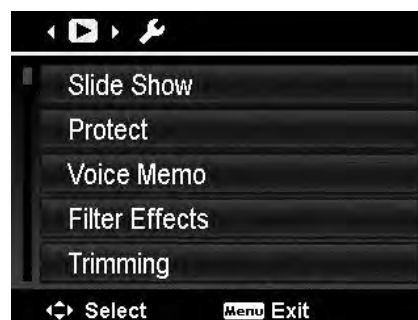 Slide Show
Protect
Voice Memo
Filter Effects
Trimming
Select Menu Exit